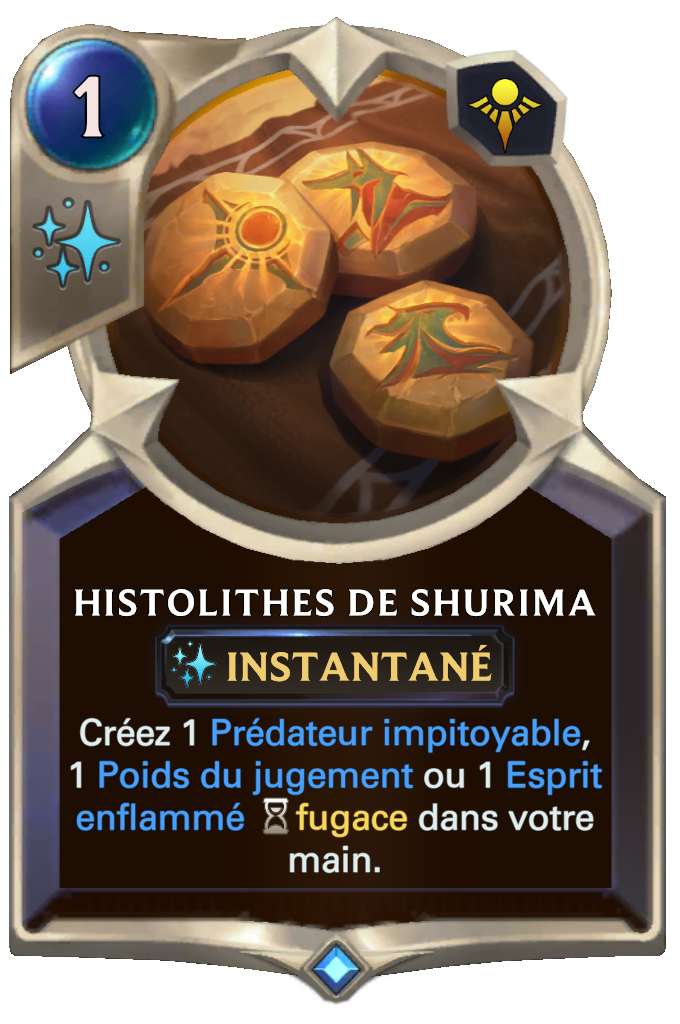 1
HISTOLITHES DE SHURIMA
INSTANTANÉ
Créez 1 Prédateur impitoyable,
1 Poids du jugement ou 1 Esprit
enflammé fugace dans votre
main.